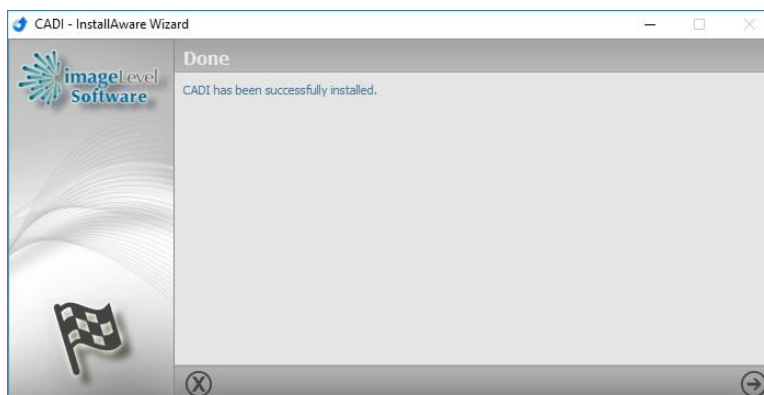 CADI - InstallAware Wizard
imageLevel
Software
Done
CADI has been successfully installed.